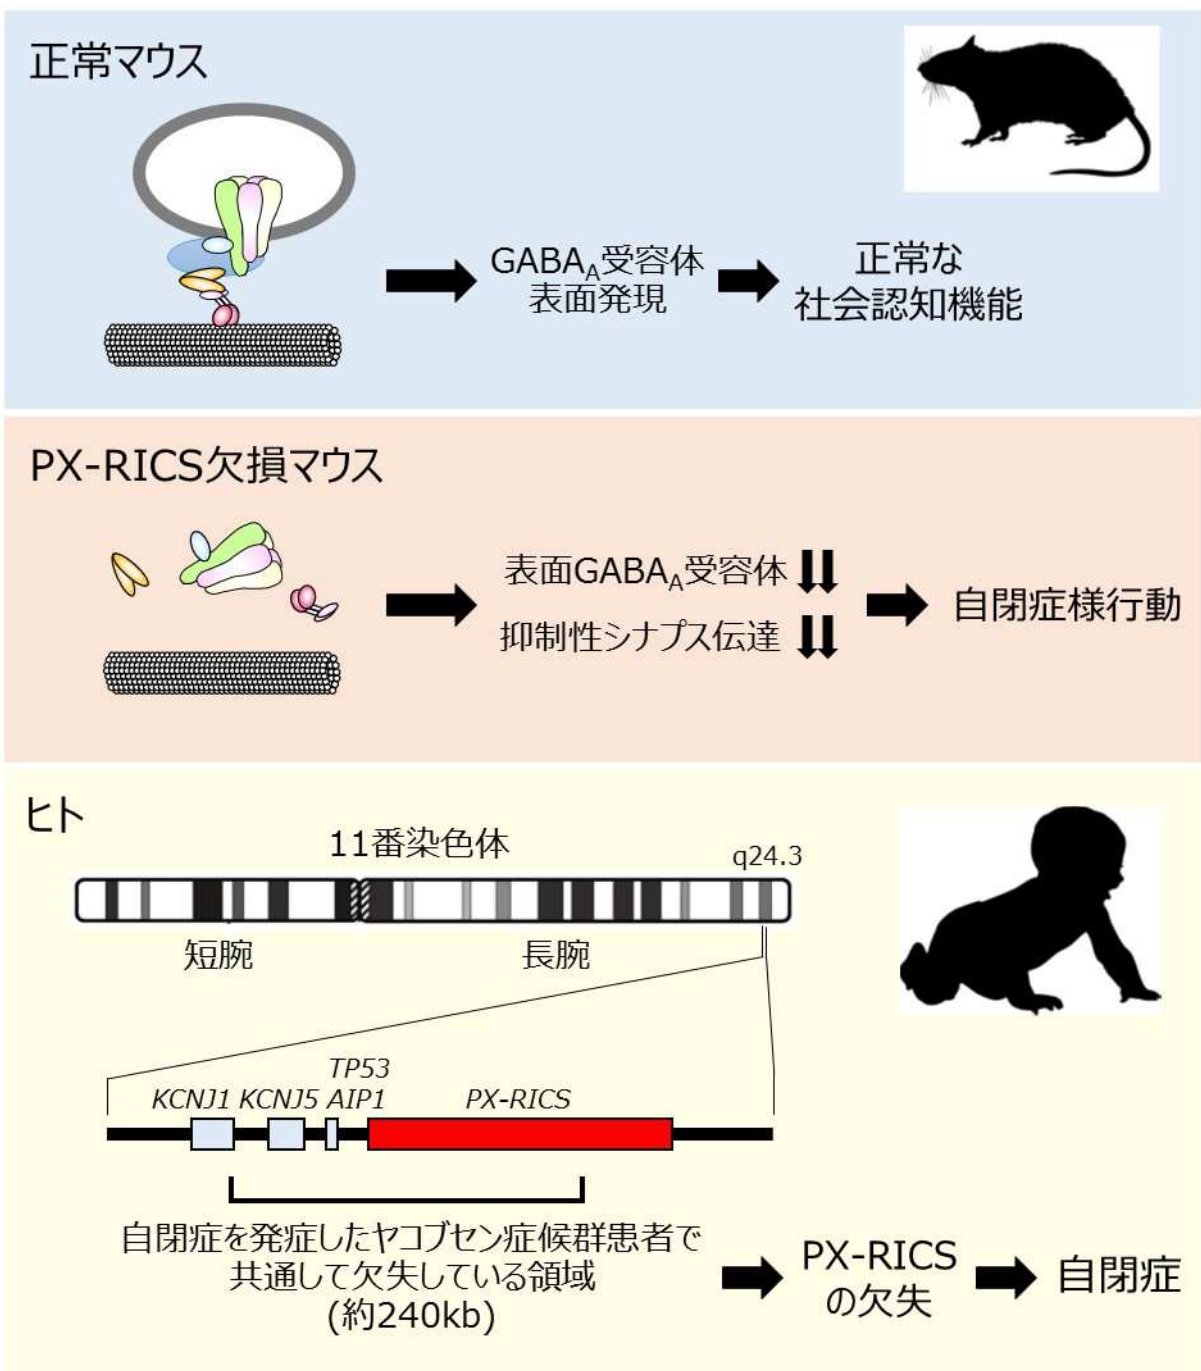 正常マウス
GABAA受容体
表面発現
正常な
社会認知機能
PX-RICS欠損マウス
表面GABAA受容体
抑制性シナプス伝達
自閉症様行動
ヒト
11番染色体
q24.3
短腕
長腕
TP53
KCNJ1 KCNJ5 AIP1 PX-RICS
自閉症を発症したヤコブセン症候群患者で
共通して欠失している領域
(約240kb)
PX-RICS
の欠失
自閉症